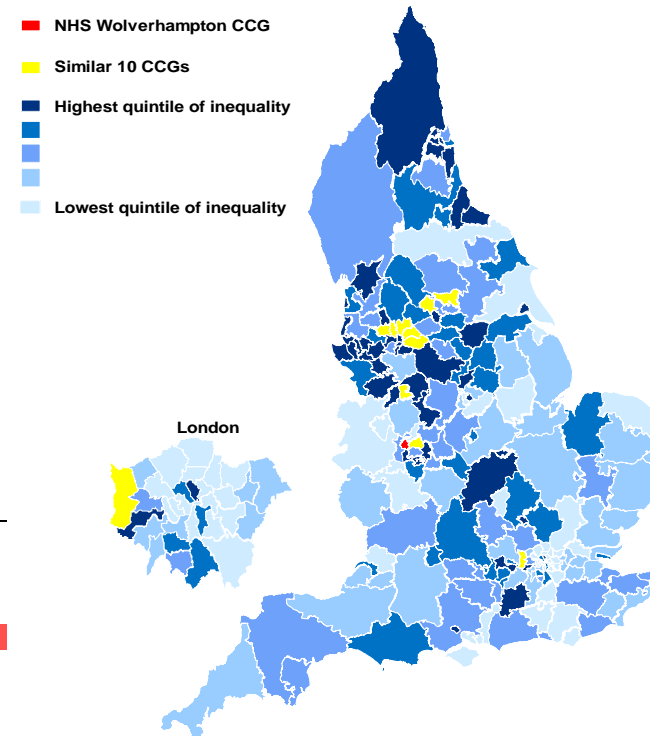 NHS Wolverhampton CCG
Similar 10 CCGs
Highest quintile of inequality
Lowest quintile of inequality
London